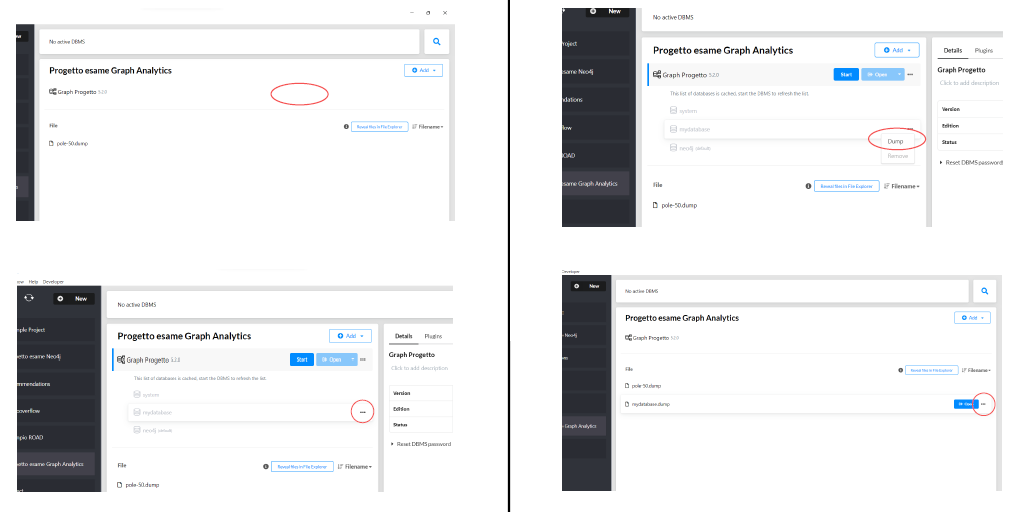 ew
No active DBMS
Progetto esame Graph Analytics
Add
Graph Progetto 5.2.0
File
Reveal files in File Explorer
Filename
pole-50.dump
s
New
No active DBMS
Project
Progetto esame Graph Analytics
Add
Details
Plugins
esame Neo4j
Graph Progetto 5.2.0
Start
Open
Graph Progetto
Click to add description
This list of databases is cached, start the DBMS to refresh the list.
ndations
system
Version
flow
mydatabase
Edition
Dump
Status
ROAD
neo4j default
Remove
Reset DBMS password
esame Graph Analytics
File
Reveal files in File Explorer
Filename
pole-50.dump
ow Help Developer
New
No active DBMS
mple Project
Progetto esame Graph Analytics
Add
Details
Plugins
etto esame Neo4j
Graph Progetto 5.2.0
Start
Open
Graph Progetto
Click to add description
This list of databases is cached, start the DBMS to refresh the list.
mmendations
system
Version
overflow
mydatabase
Edition
neo4j default
Status
mpio ROAD
Reset DBMS password
etto esame Graph Analytics
File
Reveal files in File Explorer
Filename
pole-50.dump
ect
Developer
New
No active DBMS
Progetto esame Graph Analytics
Add
Neo4j
Graph Progetto 5.2.0
File
Reveal files in File Explorer
Filename
pole-50.dump
mydatabase.dump
Open
Graph Analytics